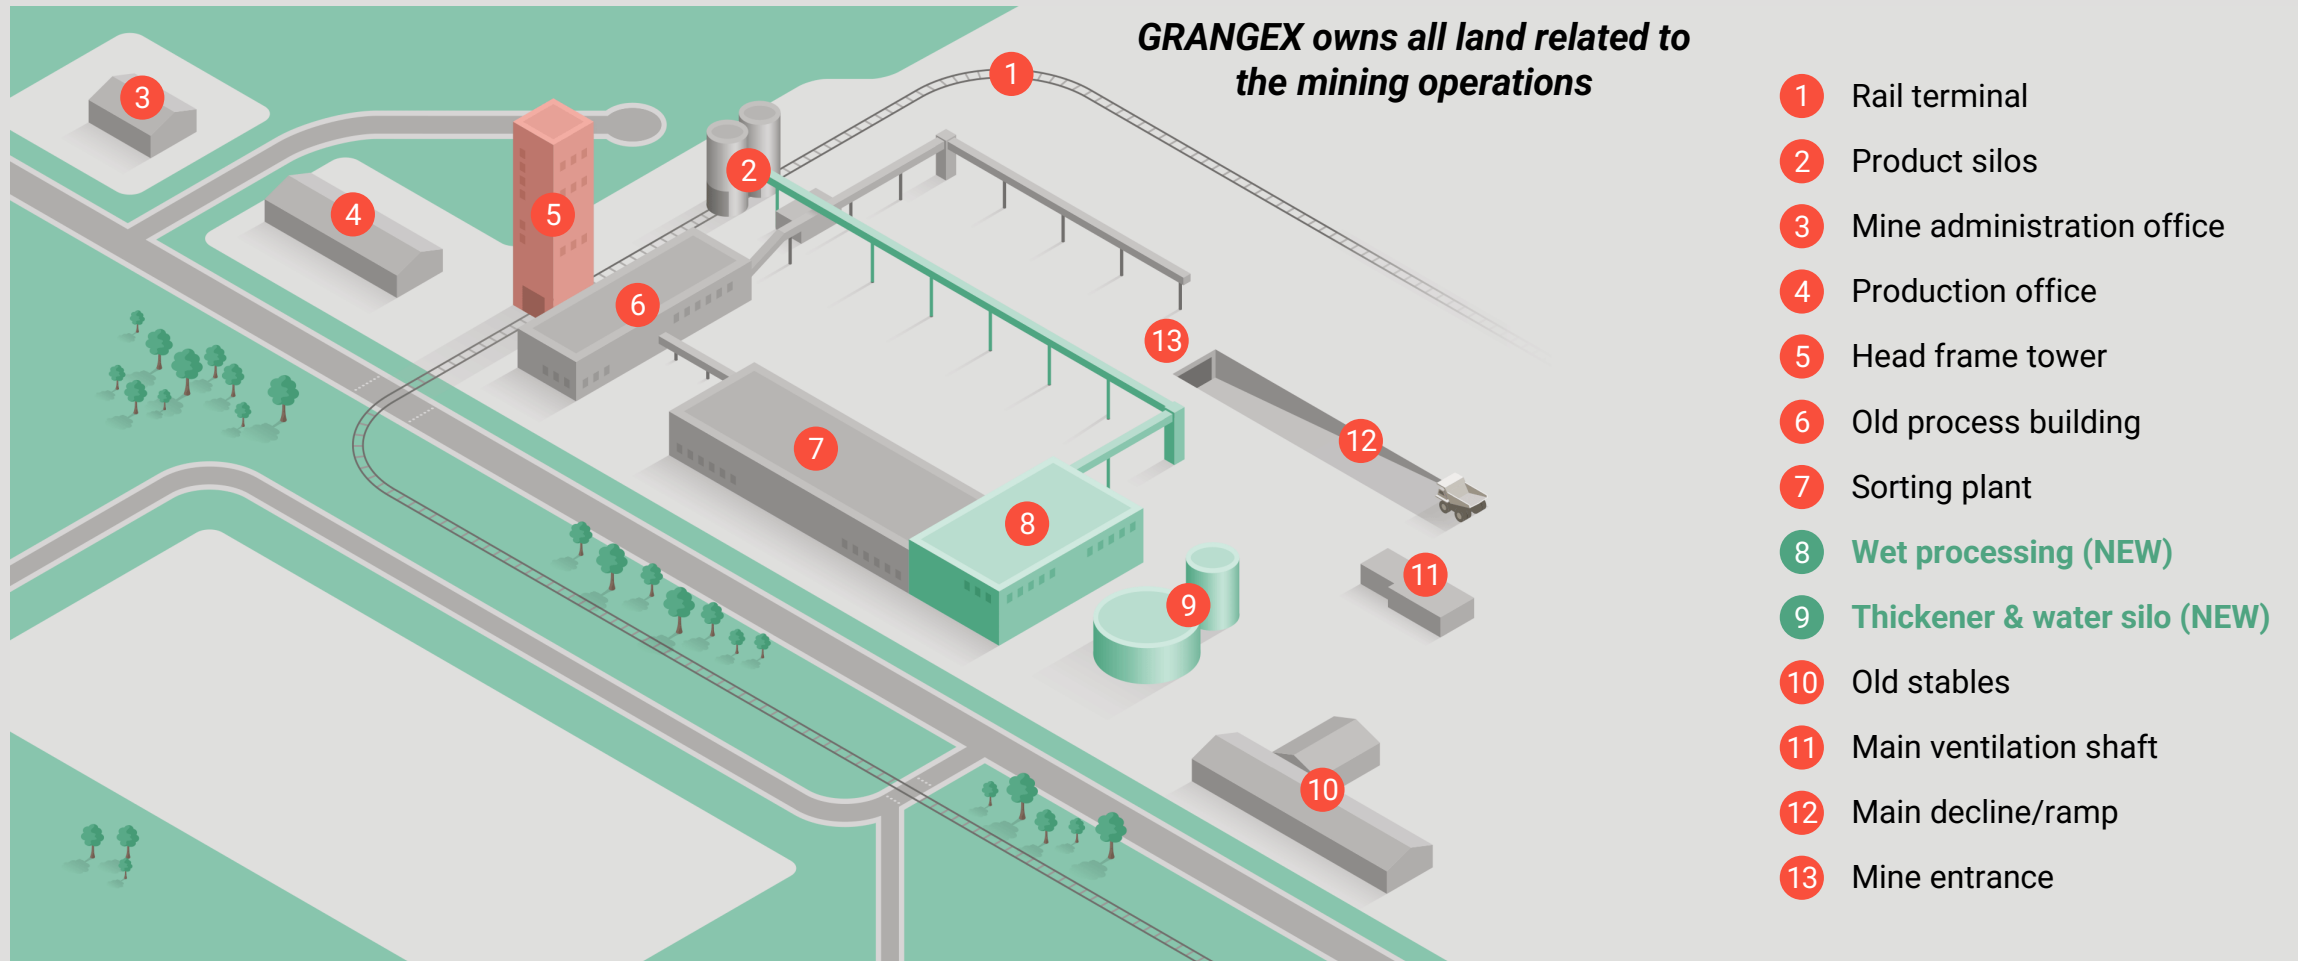 GRANGEX owns all land related to
the mining operations
1
3
2
4
5
6
13
12
7
8
11
9
10
1 Rail terminal
2 Product silos
3 Mine administration office
4 Production office
5 Head frame tower
6 Old process building
7 Sorting plant
8 Wet processing (NEW)
9 Thickener & water silo (NEW)
10 Old stables
11 Main ventilation shaft
12 Main decline/ramp
13 Mine entrance